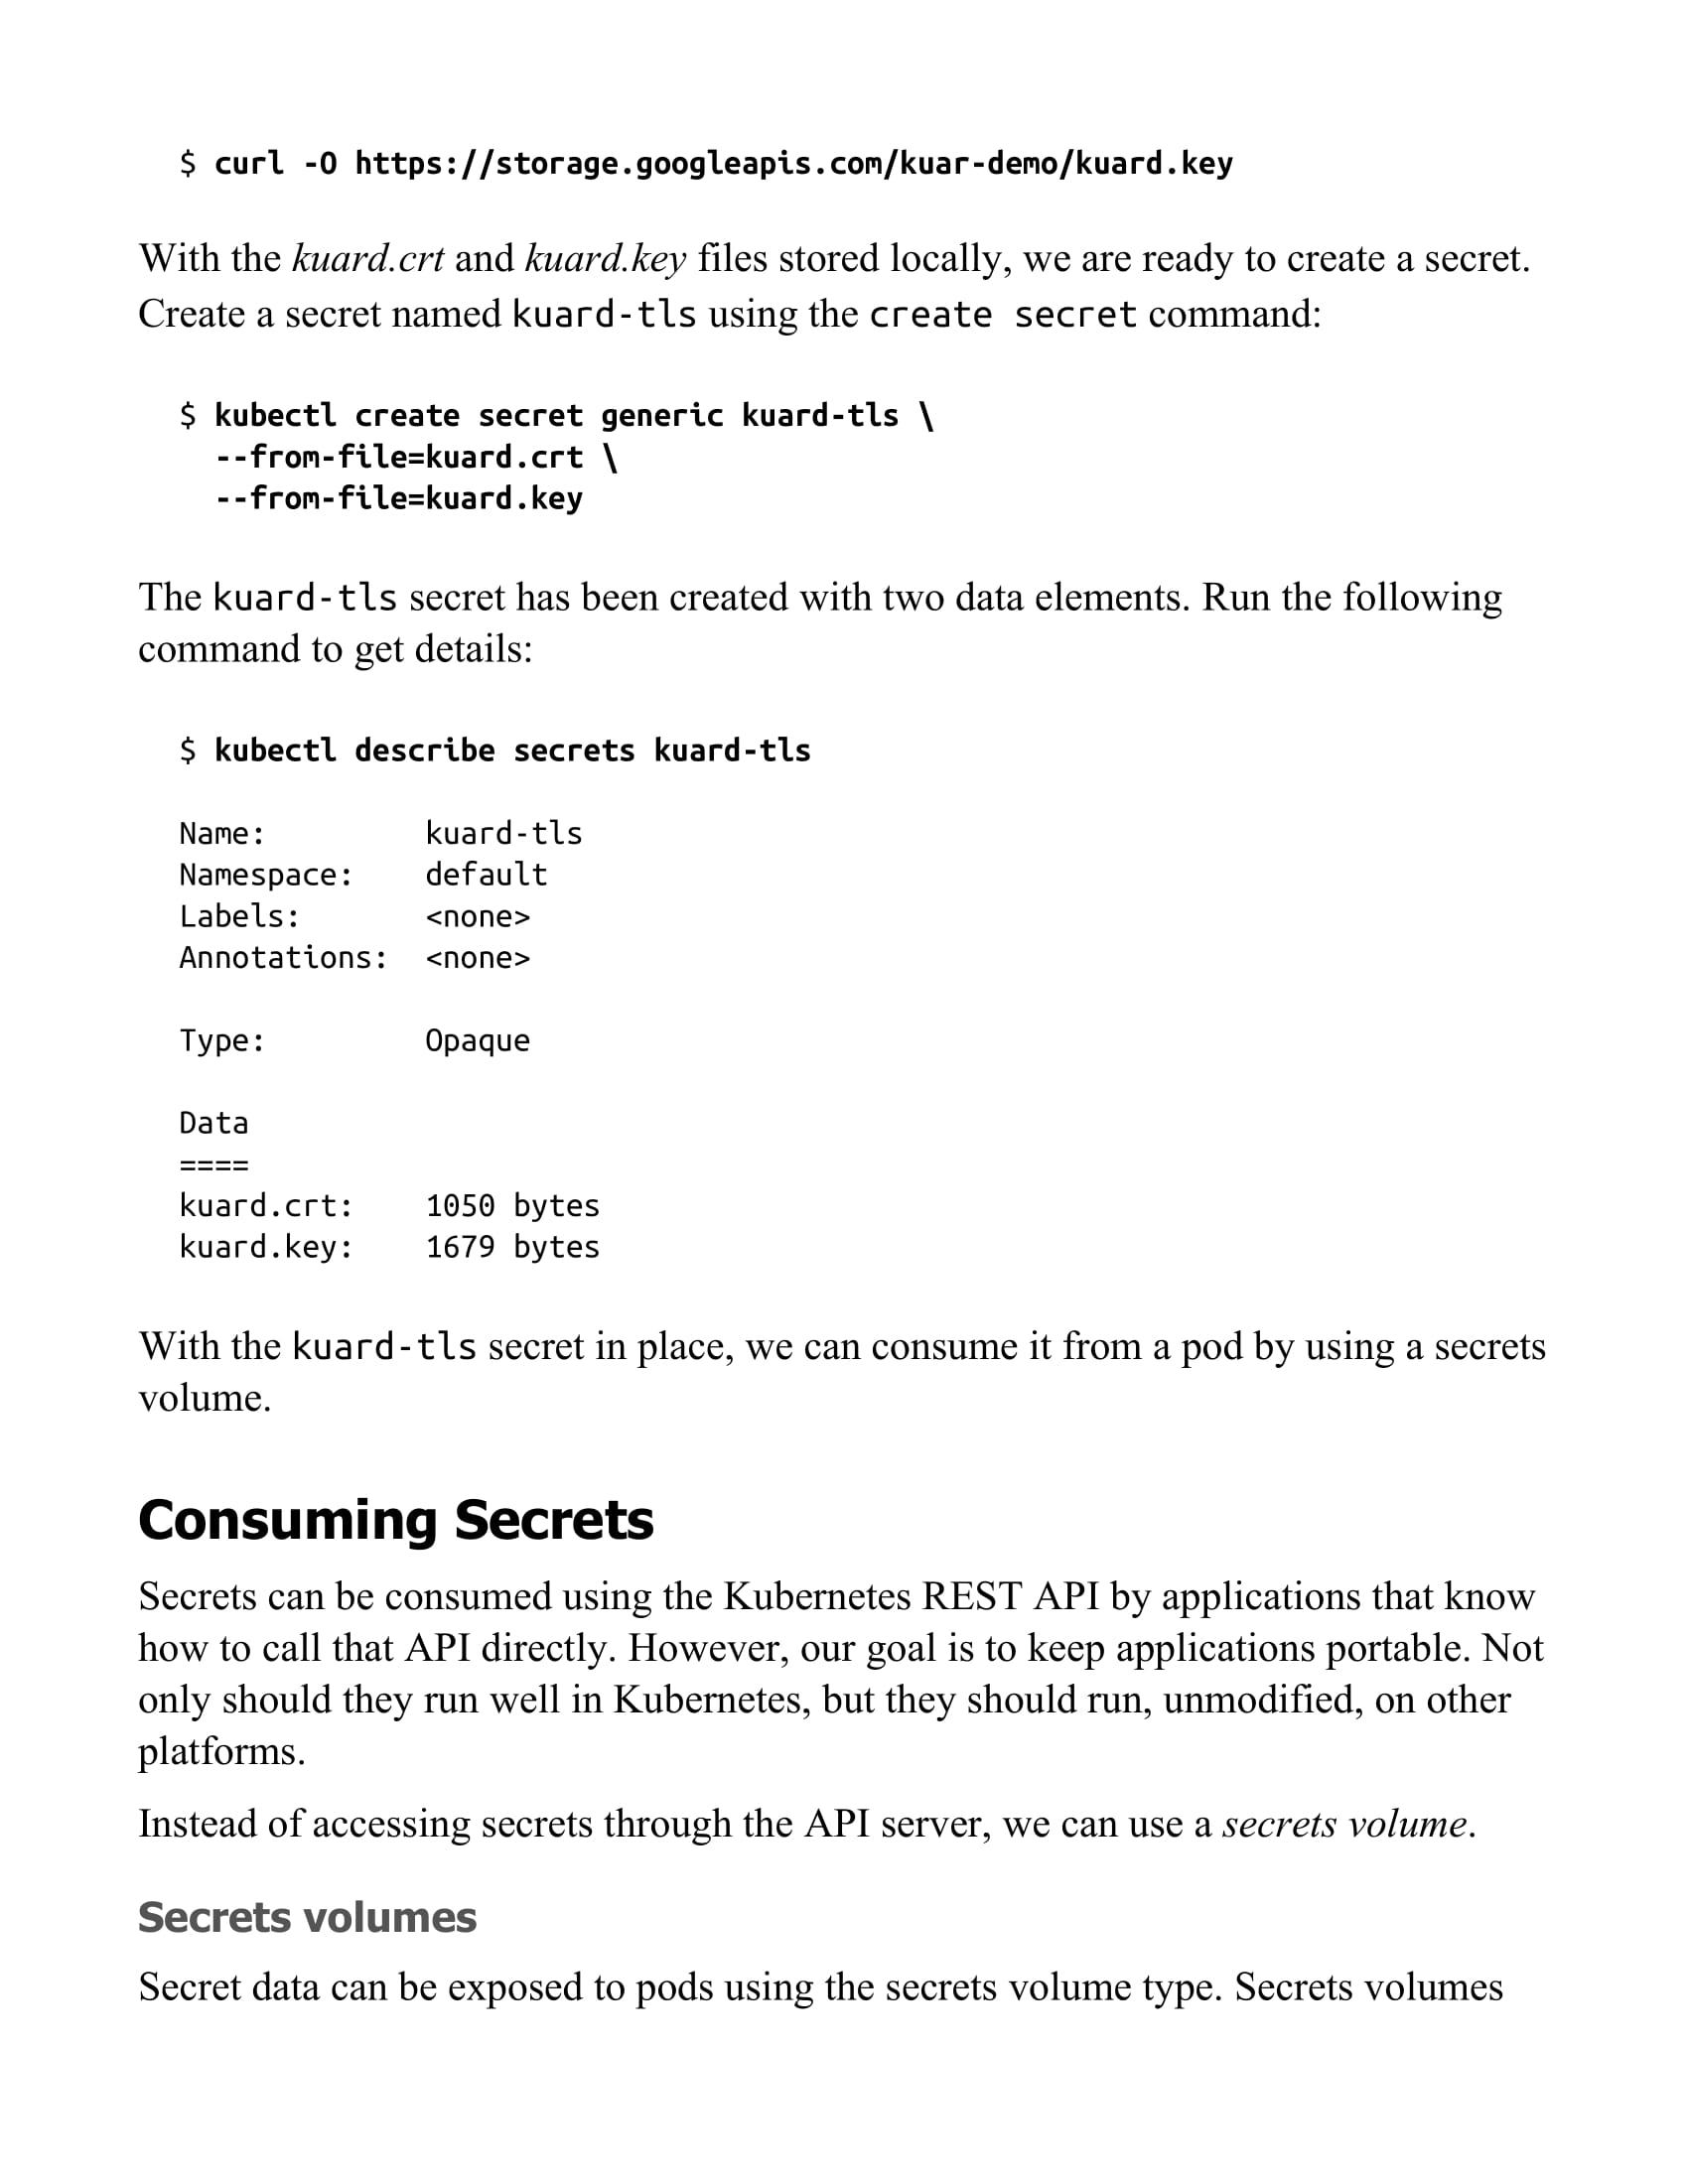 $ curl -O https://storage.googleapis.com/kuar-demo/kuard.key
With the kuard.crt and kuard.key files stored locally, we are ready to create a secret.
Create a secret named kuard-tls using the create secret command:
$ kubectl create secret generic kuard-tls \
--from-file=kuard.crt \
--from-file=kuard.key
The kuard-tls secret has been created with two data elements. Run the following
command to get details:
$ kubectl describe secrets kuard-tls
Name: kuard-tls
Namespace: default
Labels: <none>
Annotations: <none>
Type: Opaque
Data
====
kuard.crt: 1050 bytes
kuard.key: 1679 bytes
With the kuard-tls secret in place, we can consume it from a pod by using a secrets
volume.
Consuming Secrets
Secrets can be consumed using the Kubernetes REST API by applications that know
how to call that API directly. However, our goal is to keep applications portable. Not
only should they run well in Kubernetes, but they should run, unmodified, on other
platforms.
Instead of accessing secrets through the API server, we can use a secrets volume.
Secrets volumes
Secret data can be exposed to pods using the secrets volume type. Secrets volumes